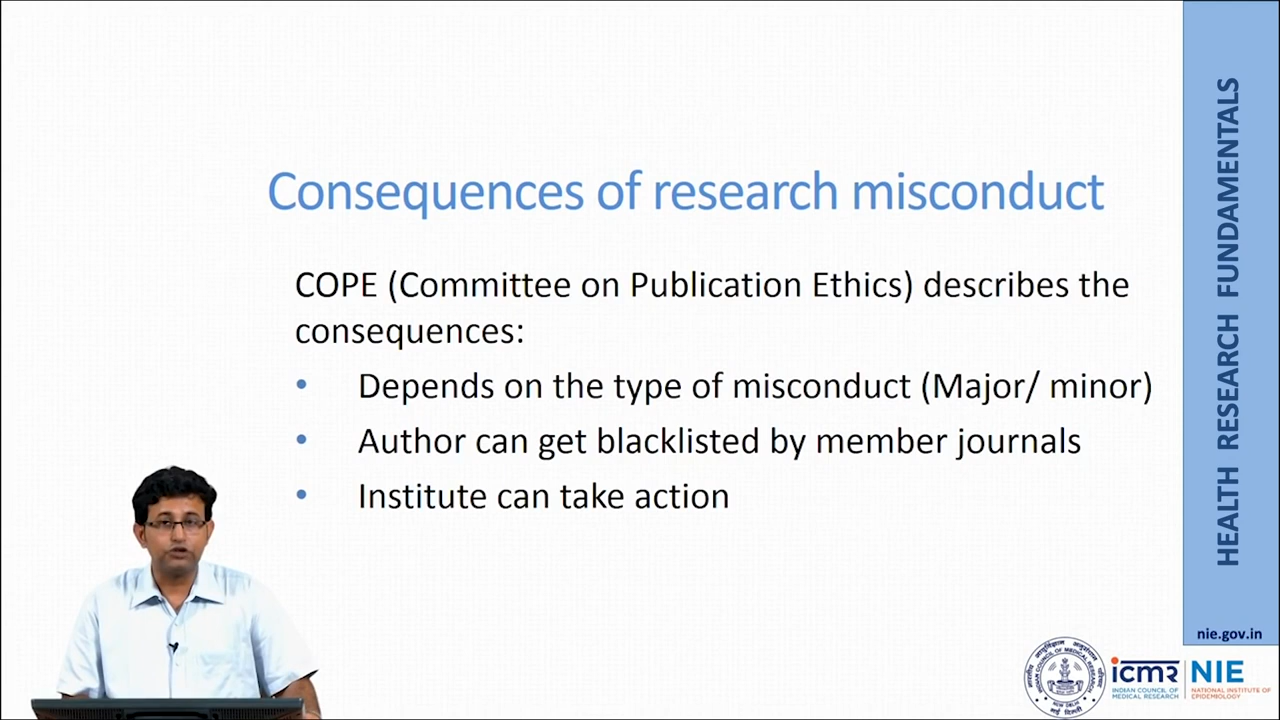 Consequences of research misconduct
COPE (Committee on Publication Ethics) describes the
consequences:
• Depends on the type of misconduct (Major/ minor)
• Author can get blacklisted by member journals
• Institute can take action
HEALTH RESEARCH FUNDAMENTALS
nie.gov.in
icmr
INDIAN COUNCIL OF
MEDICAL RESEARCH
NIE
NATIONAL INSTITUTE OF
EPIDEMIOLOGY